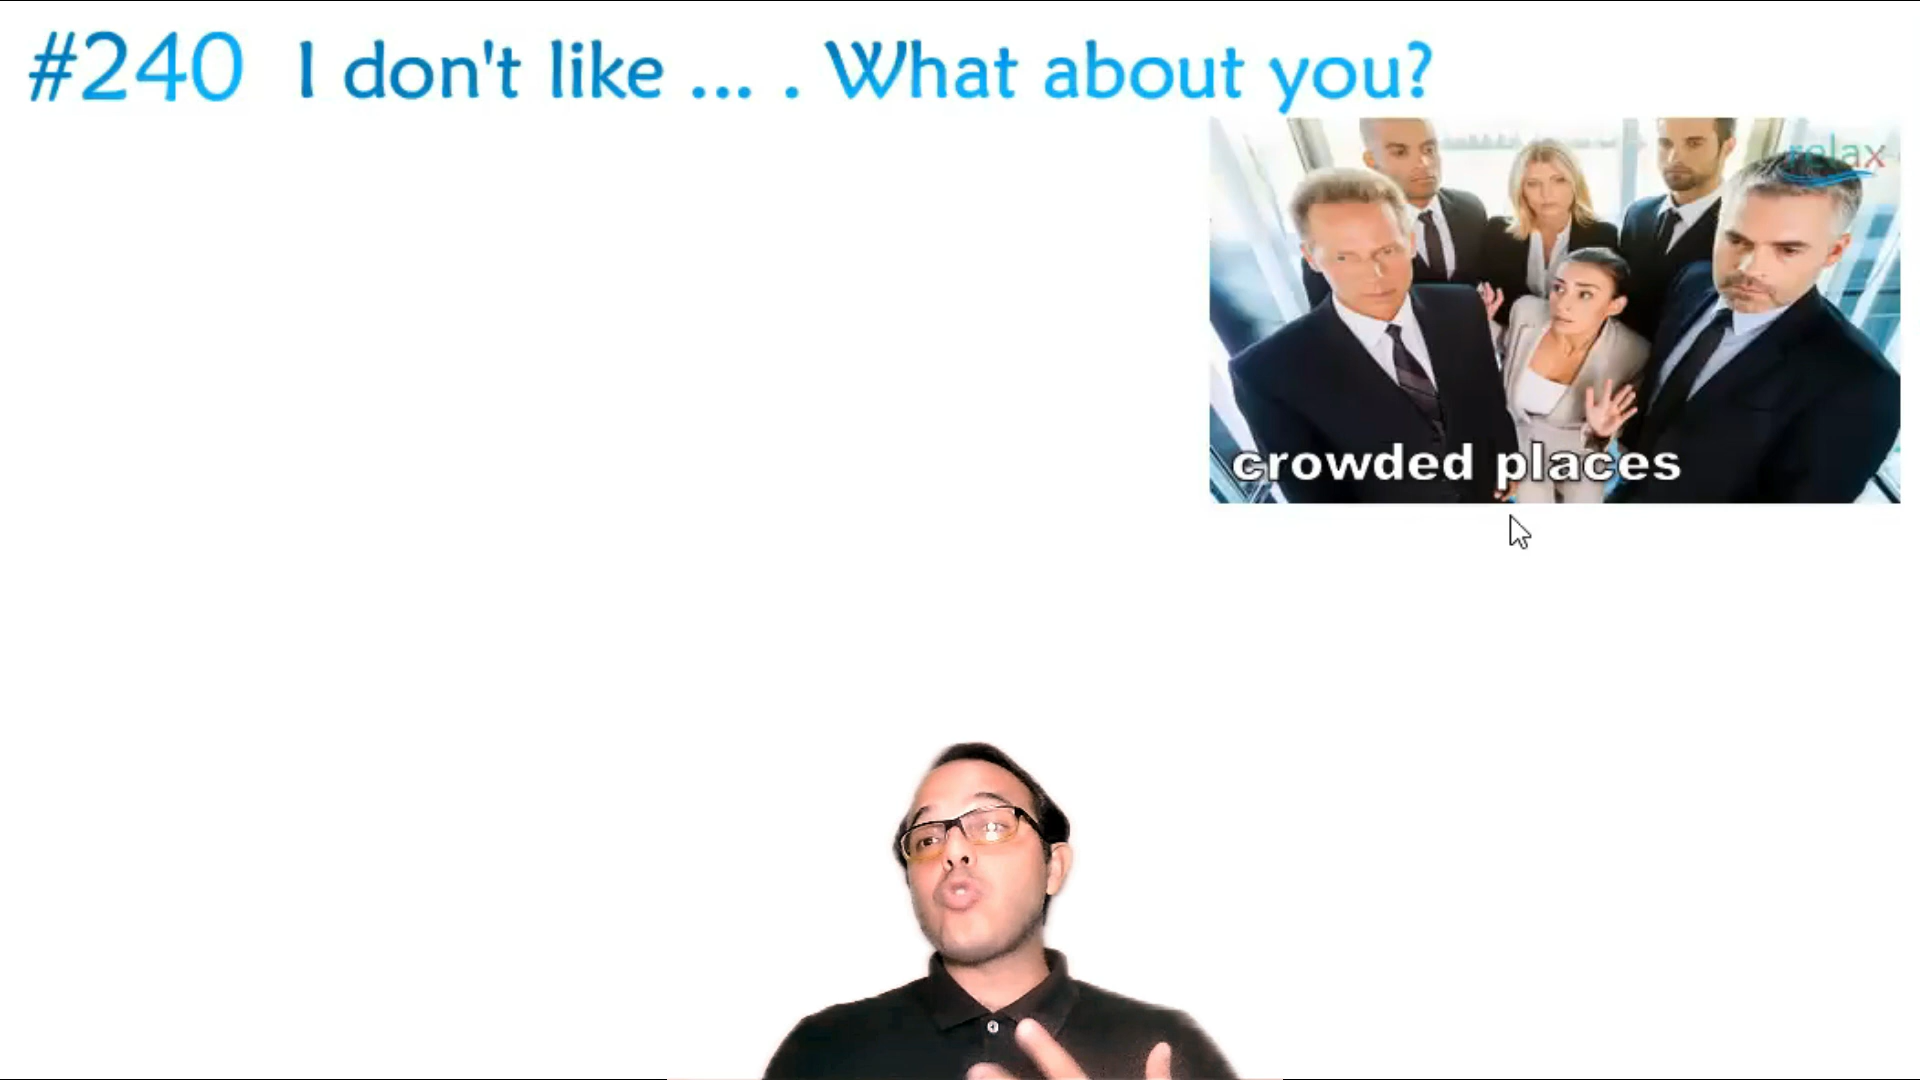 #240 I don't like ... . What about you?
relax
crowded places